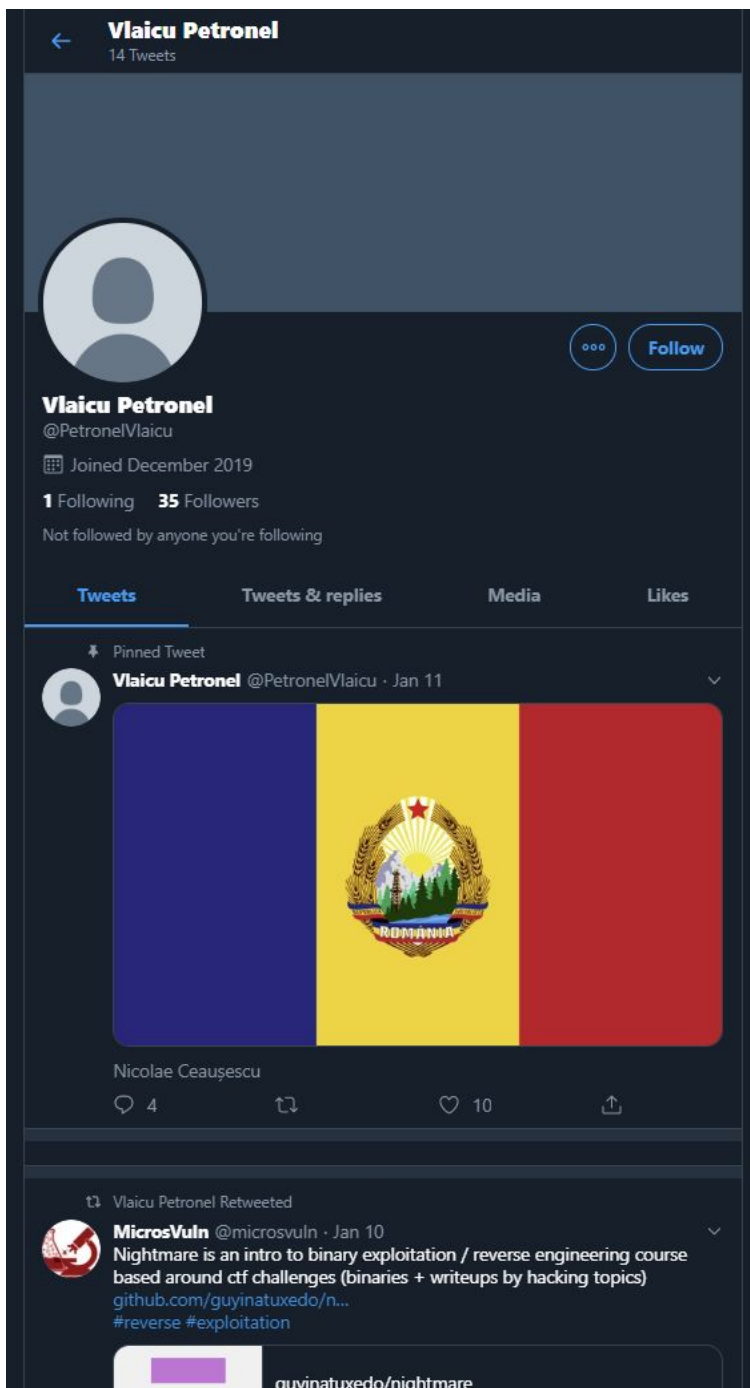 Vlaicu Petronel
14 Tweets
Follow
Vlaicu Petronel
@PetronelVlaicu
Joined December 2019
1 Following 35 Followers
Not followed by anyone you're following
Tweets Tweets & replies Media Likes
Pinned Tweet
Vlaicu Petronel @PetronelVlaicu · Jan 11
ROMÂNIA
Nicolae Ceaușescu
4 10
Vlaicu Petronel Retweeted
MicrosVuln @microsvuln · Jan 10
Nightmare is an intro to binary exploitation / reverse engineering course
based around ctf challenges (binaries + writeups by hacking topics)
github.com/guyinatuxedo/n...
#reverse #exploitation
guyinatuxedo/nightmare